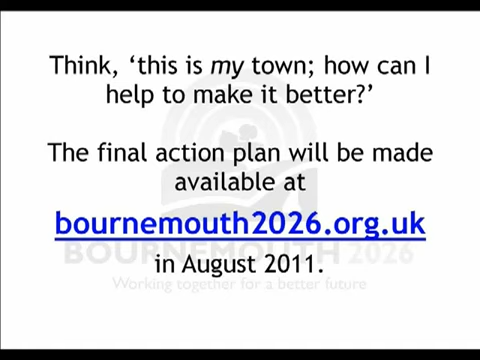 Think, ‘this is my town; how can I
help to make it better?’
The final action plan will be made
available at
bournemouth2026.org.uk
BOURNEMOUTH 2026
in August 2011.
Working together for a better future